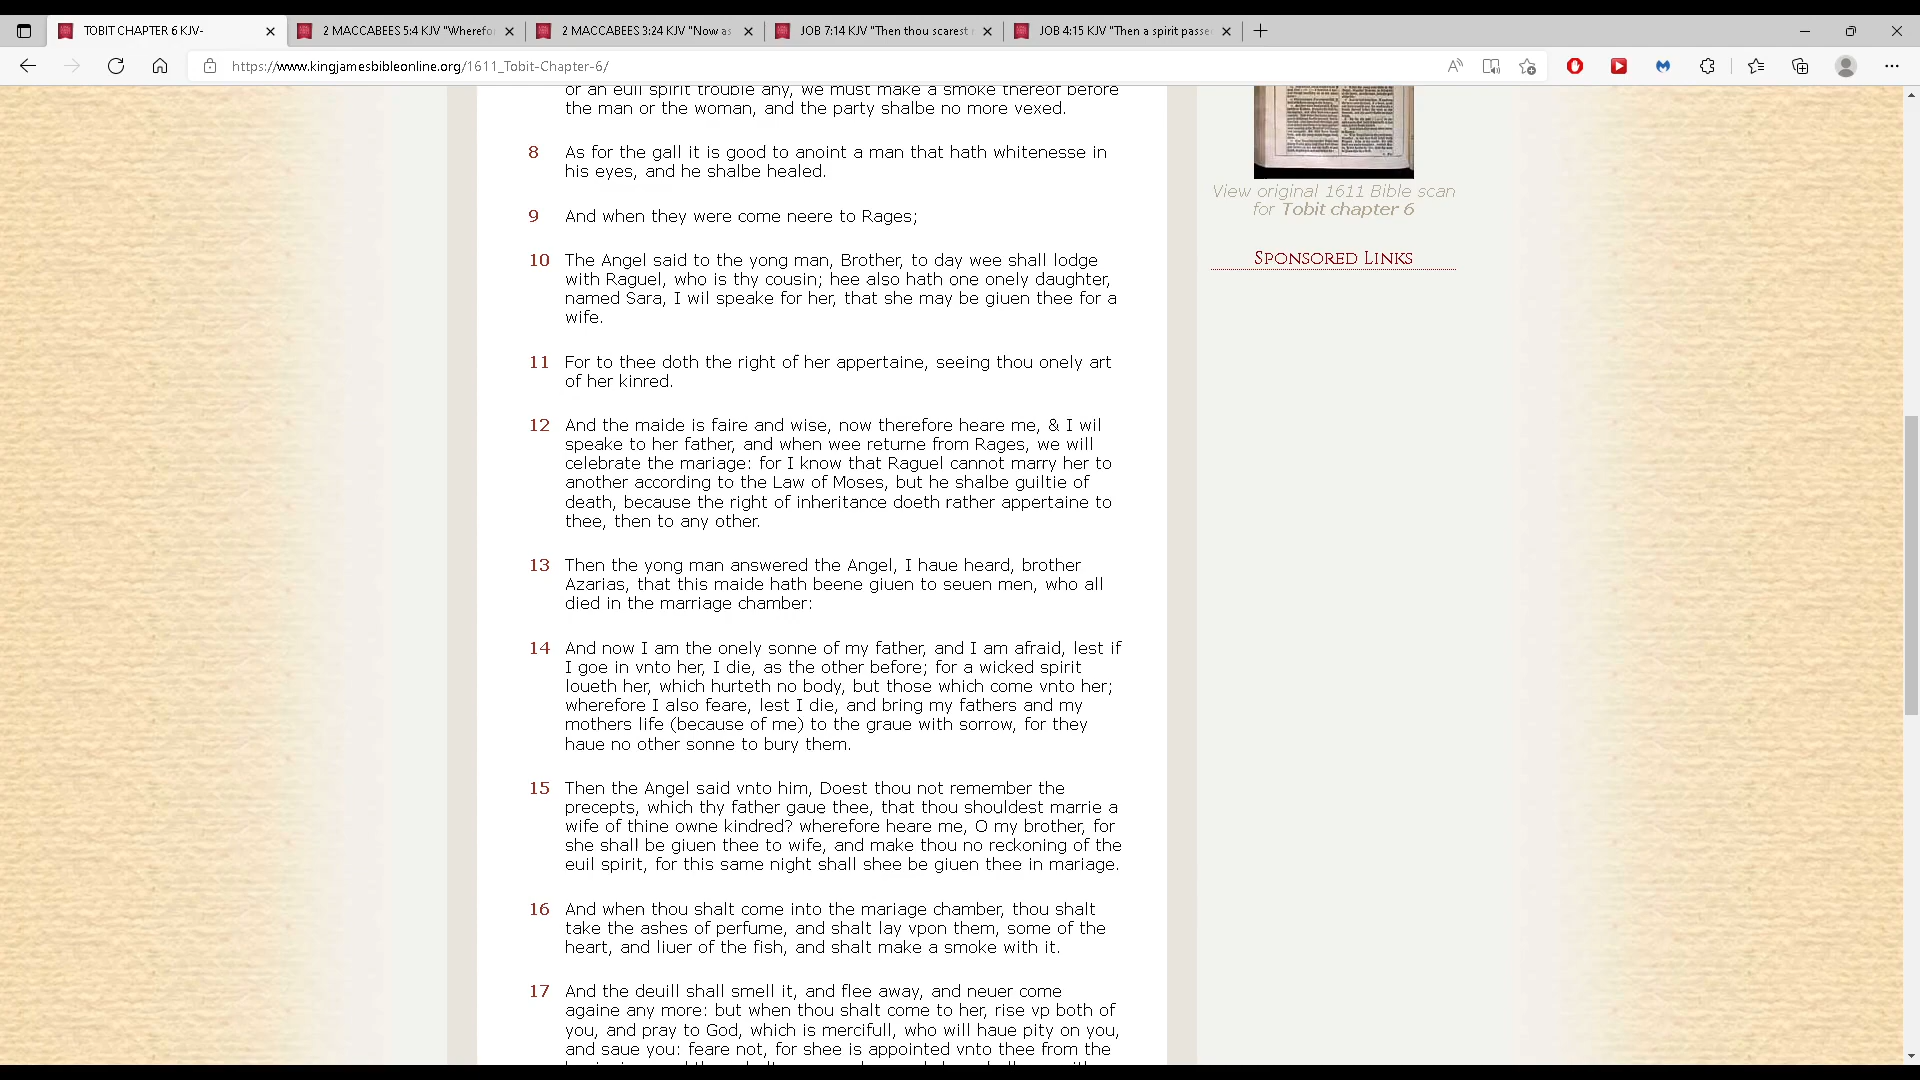 TOBIT CHAPTER 6 KJV-
2 MACCABEES 5:4 KJV "Wherefo
2 MACCABEES 3:24 KJV "Now as
JOB 7:14 KJV "Then thou scarest
JOB 4:15 KJV "Then a spirit passe
https://www.kingjamesbibleonline.org/1611_Tobit-Chapter-6/
or an euil spirit trouble any, we must make a smoke thereof before
the man or the woman, and the party shalbe no more vexed.
8 As for the gall it is good to anoint a man that hath whitenesse in
his eyes, and he shalbe healed.
9 And when they were come neere to Rages;
10 The Angel said to the yong man, Brother, to day wee shall lodge
with Raguel, who is thy cousin; hee also hath one onely daughter,
named Sara, I wil speake for her, that she may be giuen thee for a
wife.
11 For to thee doth the right of her appertaine, seeing thou onely art
of her kinred.
12 And the maide is faire and wise, now therefore heare me, & I wil
speake to her father, and when wee returne from Rages, we will
celebrate the mariage: for I know that Raguel cannot marry her to
another according to the Law of Moses, but he shalbe guiltie of
death, because the right of inheritance doeth rather appertaine to
thee, then to any other.
13 Then the yong man answered the Angel, I haue heard, brother
Azarias, that this maide hath beene giuen to seuen men, who all
died in the marriage chamber:
14 And now I am the onely sonne of my father, and I am afraid, lest if
I goe in vnto her, I die, as the other before; for a wicked spirit
loueth her, which hurteth no body, but those which come vnto her;
wherefore I also feare, lest I die, and bring my fathers and my
mothers life (because of me) to the graue with sorrow, for they
haue no other sonne to bury them.
15 Then the Angel said vnto him, Doest thou not remember the
precepts, which thy father gaue thee, that thou shouldest marrie a
wife of thine owne kindred? wherefore heare me, O my brother, for
she shall be giuen thee to wife, and make thou no reckoning of the
euil spirit, for this same night shall shee be giuen thee in mariage.
16 And when thou shalt come into the mariage chamber, thou shalt
take the ashes of perfume, and shalt lay vpon them, some of the
heart, and liuer of the fish, and shalt make a smoke with it.
17 And the deuill shall smell it, and flee away, and neuer come
againe any more: but when thou shalt come to her, rise vp both of
you, and pray to God, which is mercifull, who will haue pity on you,
and saue you: feare not, for shee is appointed vnto thee from the
View original 1611 Bible scan
for Tobit chapter 6
SPONSORED LINKS